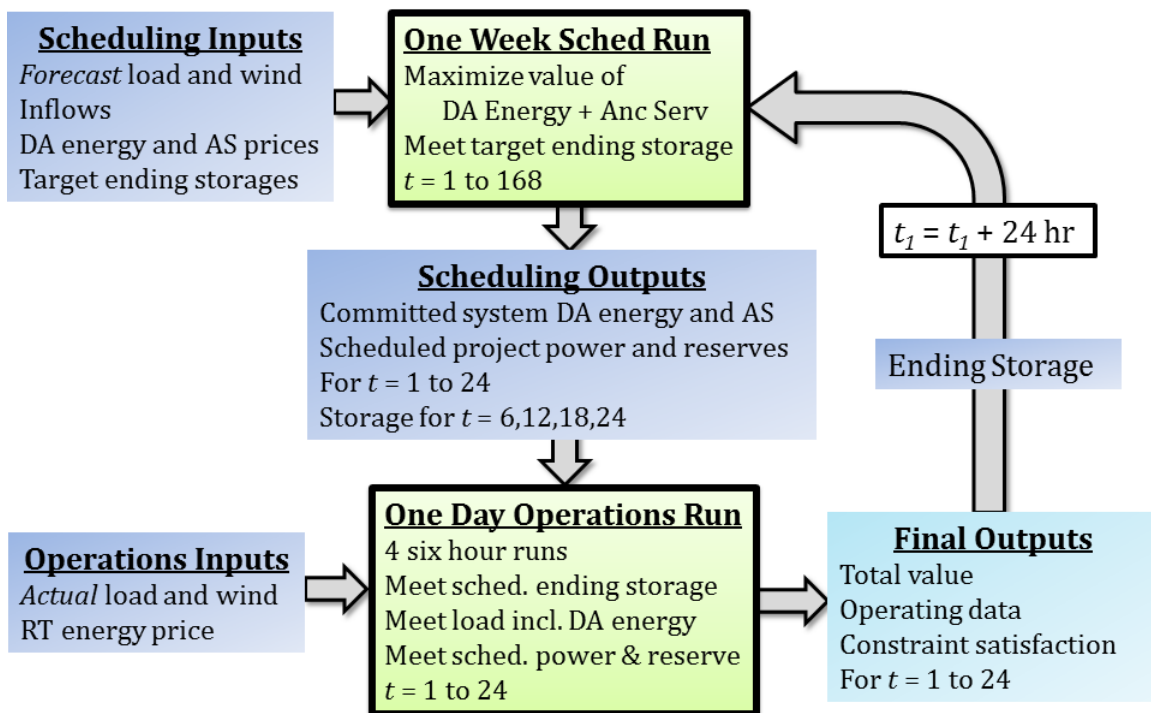 Scheduling Inputs
Forecast load and wind
Inflows
DA energy and AS prices
Target ending storages
One Week Sched Run
Maximize value of
DA Energy + Anc Serv
Meet target ending storage
t = 1 to 168
t1 = t1 + 24 hr
Scheduling Outputs
Committed system DA energy and AS
Scheduled project power and reserves
For t = 1 to 24
Storage for t = 6,12,18,24
Ending Storage
Operations Inputs
Actual load and wind
RT energy price
One Day Operations Run
4 six hour runs
Meet sched. ending storage
Meet load incl. DA energy
Meet sched. power & reserve
t = 1 to 24
Final Outputs
Total value
Operating data
Constraint satisfaction
For t = 1 to 24